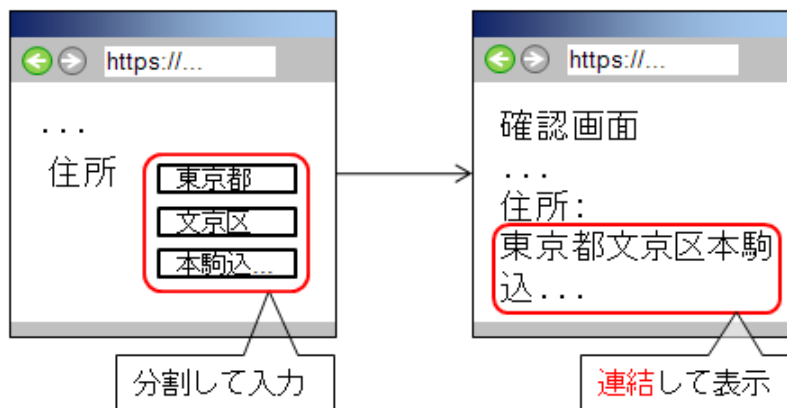 https://...
...
住所
東京都
文京区
本駒込...
分割して入力
https://...
確認画面
...
住所:
東京都文京区本駒
込...
連結して表示